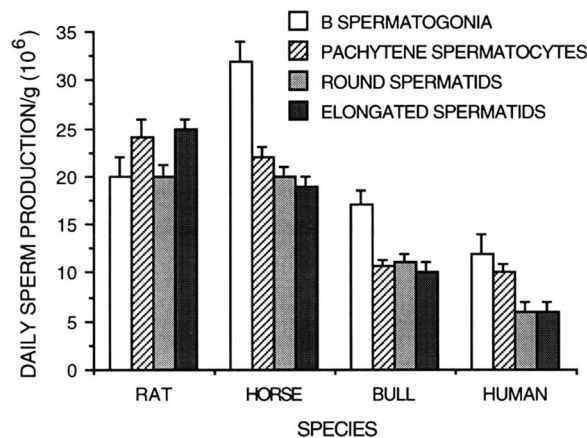 B SPERMATOGONIA
PACHYTENE SPERMATOCYTES
ROUND SPERMATIDS
ELONGATED SPERMATIDS
DAILY SPERM PRODUCTION/g (10⁶)
35
30
25
20
15
10
5
0
RAT HORSE BULL HUMAN
SPECIES